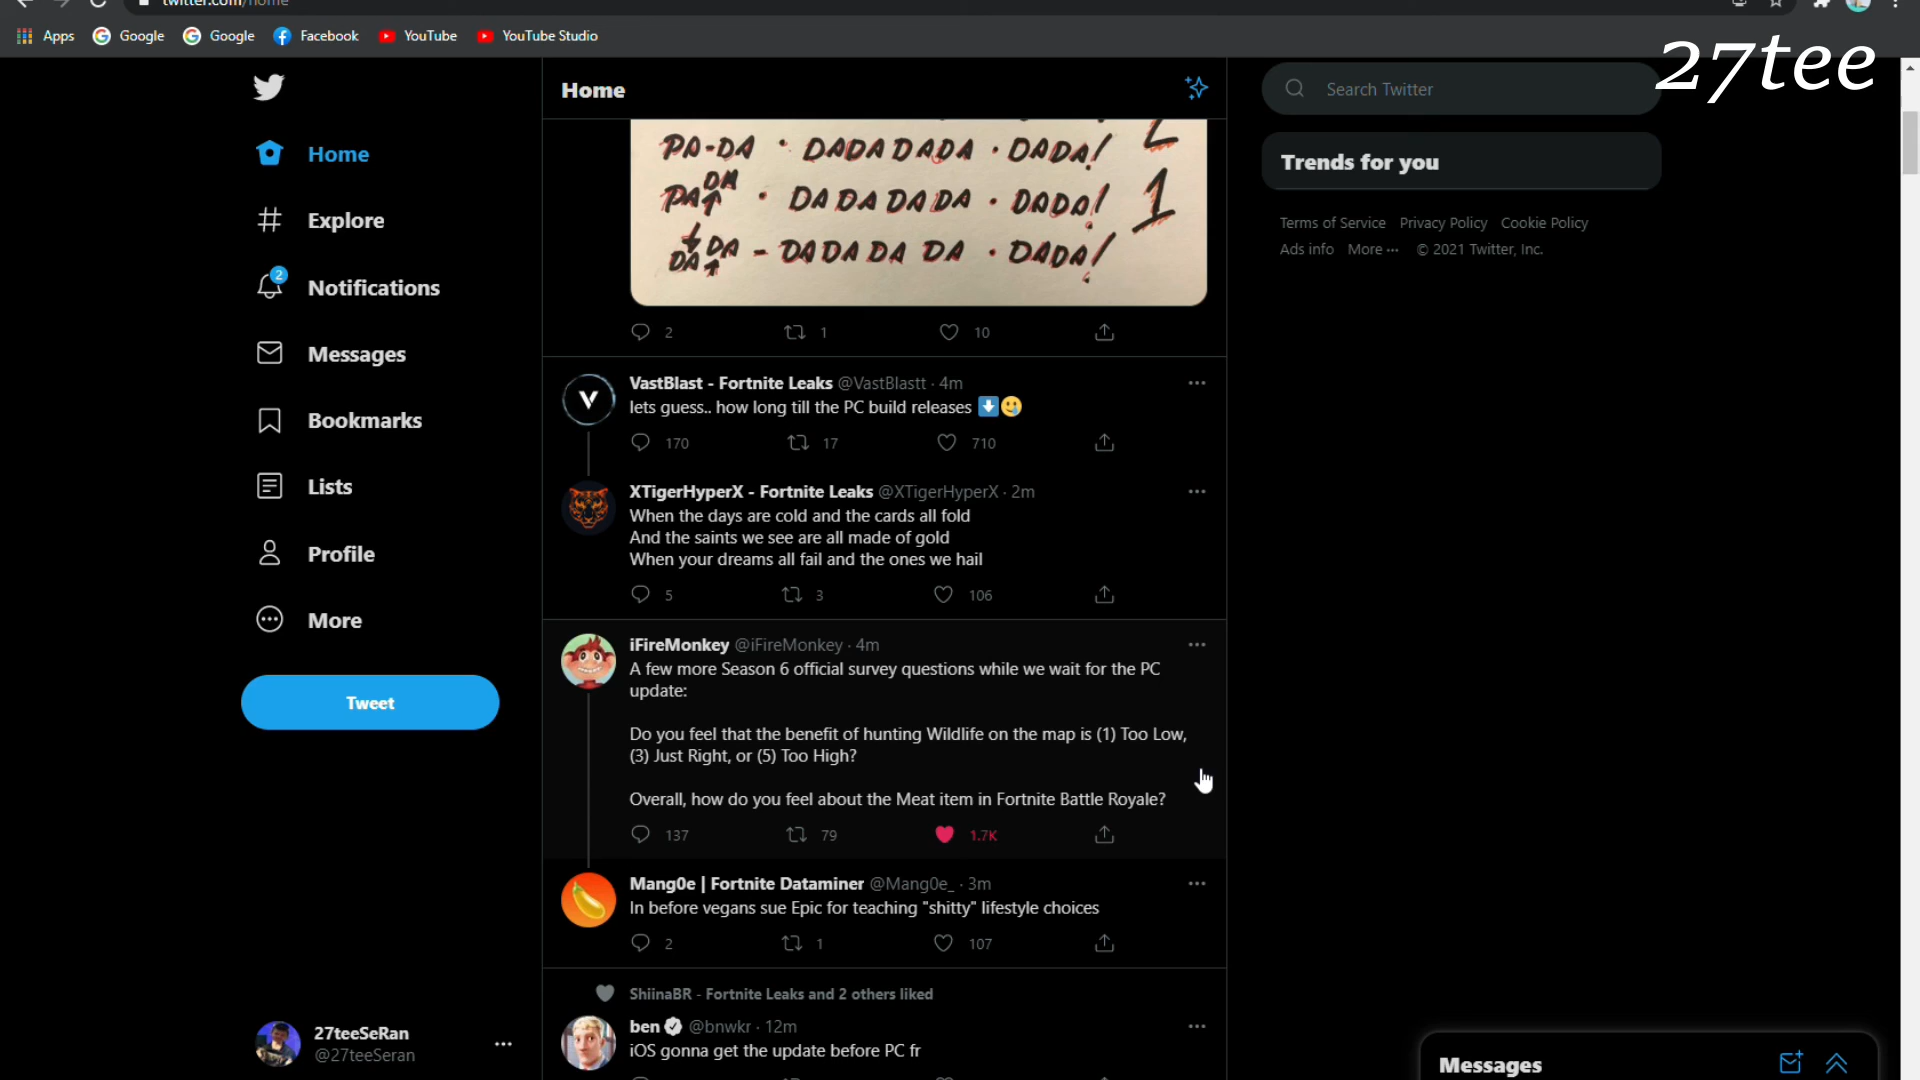 twitter.com/home
Apps
Google
Google
Facebook
YouTube
YouTube Studio
27tee
Home
Explore
2
Notifications
Messages
Bookmarks
Lists
Profile
More
Tweet
27teeSeRan
@27teeSeran
Home
PA-DA · DADADADA · DADA!
PA DA · DADADADA · DADA! 1
DA DA - DADADA DA · DADA!
2 1 10
VastBlast - Fortnite Leaks @VastBlastt · 4m
lets guess.. how long till the PC build releases ⬇️🥲
170 17 710
XTigerHyperX - Fortnite Leaks @XTigerHyperX · 2m
When the days are cold and the cards all fold
And the saints we see are all made of gold
When your dreams all fail and the ones we hail
5 3 106
iFireMonkey @iFireMonkey · 4m
A few more Season 6 official survey questions while we wait for the PC
update:
Do you feel that the benefit of hunting Wildlife on the map is (1) Too Low,
(3) Just Right, or (5) Too High?
Overall, how do you feel about the Meat item in Fortnite Battle Royale?
137 79 1.7K
Mang0e | Fortnite Dataminer @Mang0e_ · 3m
In before vegans sue Epic for teaching "shitty" lifestyle choices
2 1 107
ShiinaBR - Fortnite Leaks and 2 others liked
ben @bnwkr · 12m
iOS gonna get the update before PC fr
Search Twitter
Trends for you
Terms of Service Privacy Policy Cookie Policy
Ads info More ··· © 2021 Twitter, Inc.
Messages